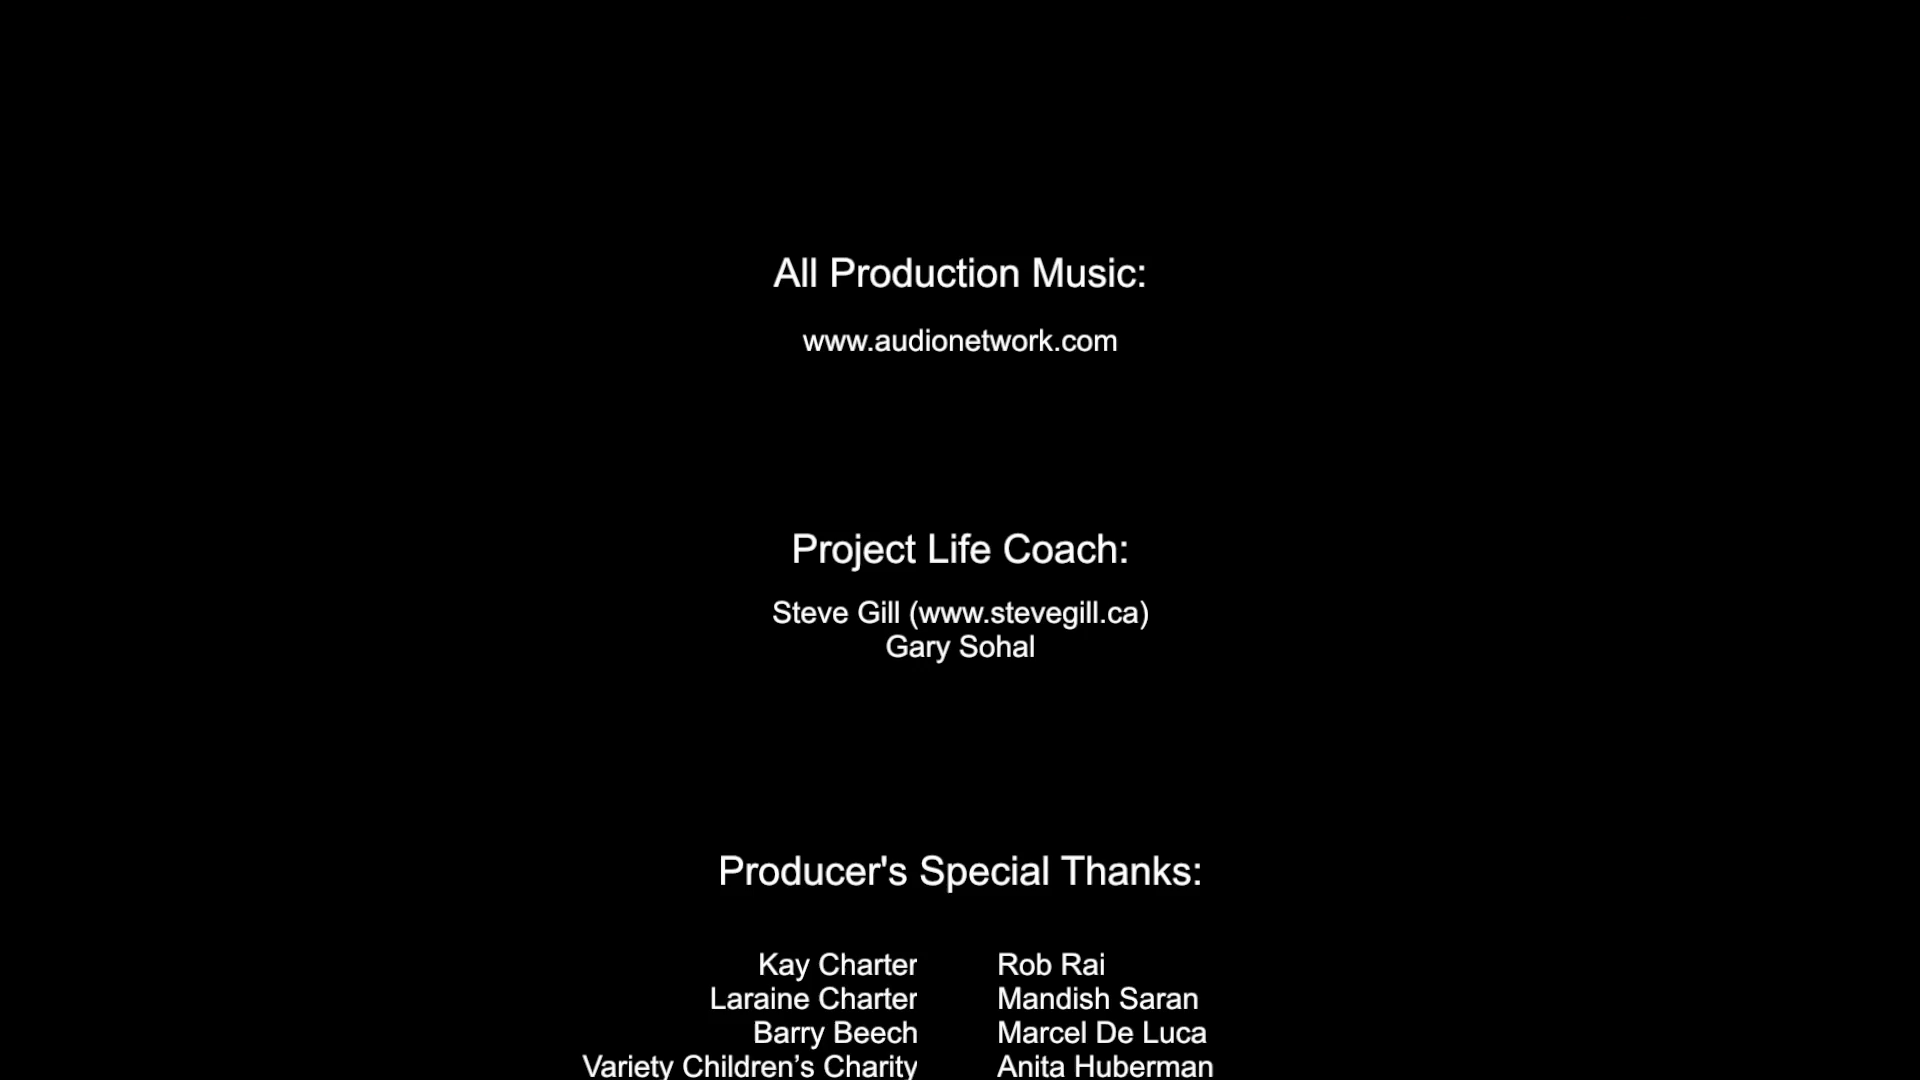 All Production Music:
www.audionetwork.com
Project Life Coach:
Steve Gill (www.stevegill.ca)
Gary Sohal
Producer's Special Thanks:
Kay Charter Rob Rai
Laraine Charter Mandish Saran
Barry Beech Marcel De Luca
Variety Children’s Charity Anita Huberman